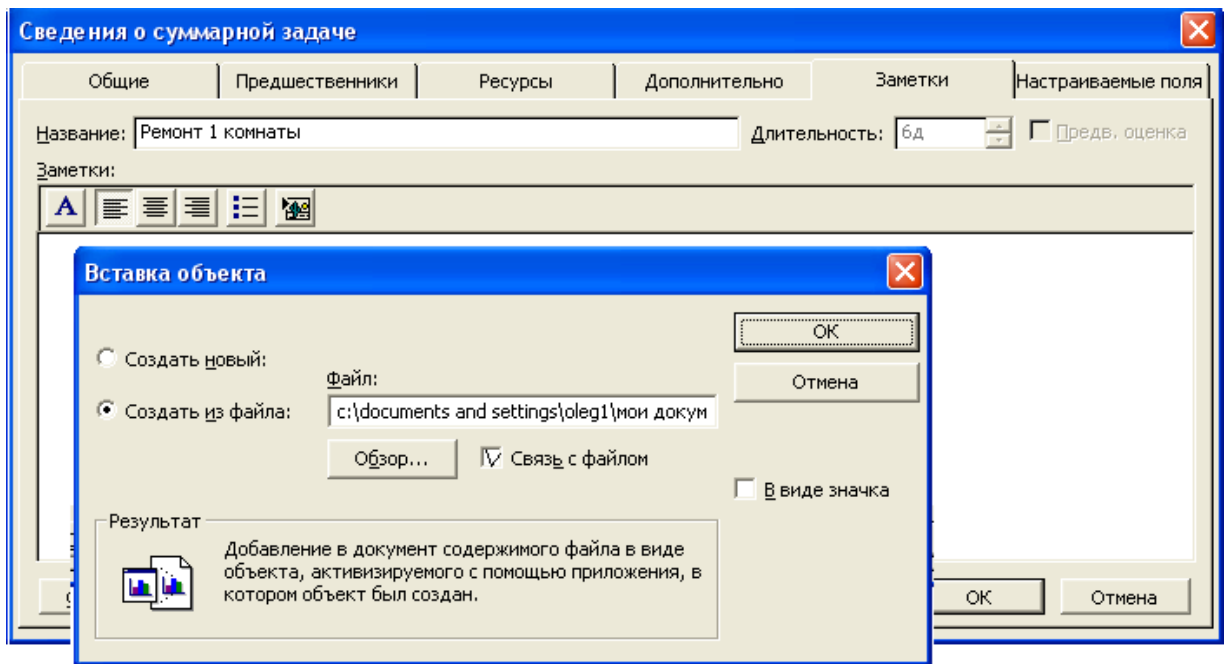 Сведения о суммарной задаче
Общие
Предшественники
Ресурсы
Дополнительно
Заметки
Настраиваемые поля
Название: Ремонт 1 комнаты
Длительность: 6д
Предв. оценка
Заметки:
A
Вставка объекта
Создать новый:
Создать из файла:
Файл:
c:\documents and settings\oleg1\мои докум
Обзор...
Связь с файлом
OK
Отмена
В виде значка
Результат
Добавление в документ содержимого файла в виде
объекта, активизируемого с помощью приложения, в
котором объект был создан.
OK
Отмена